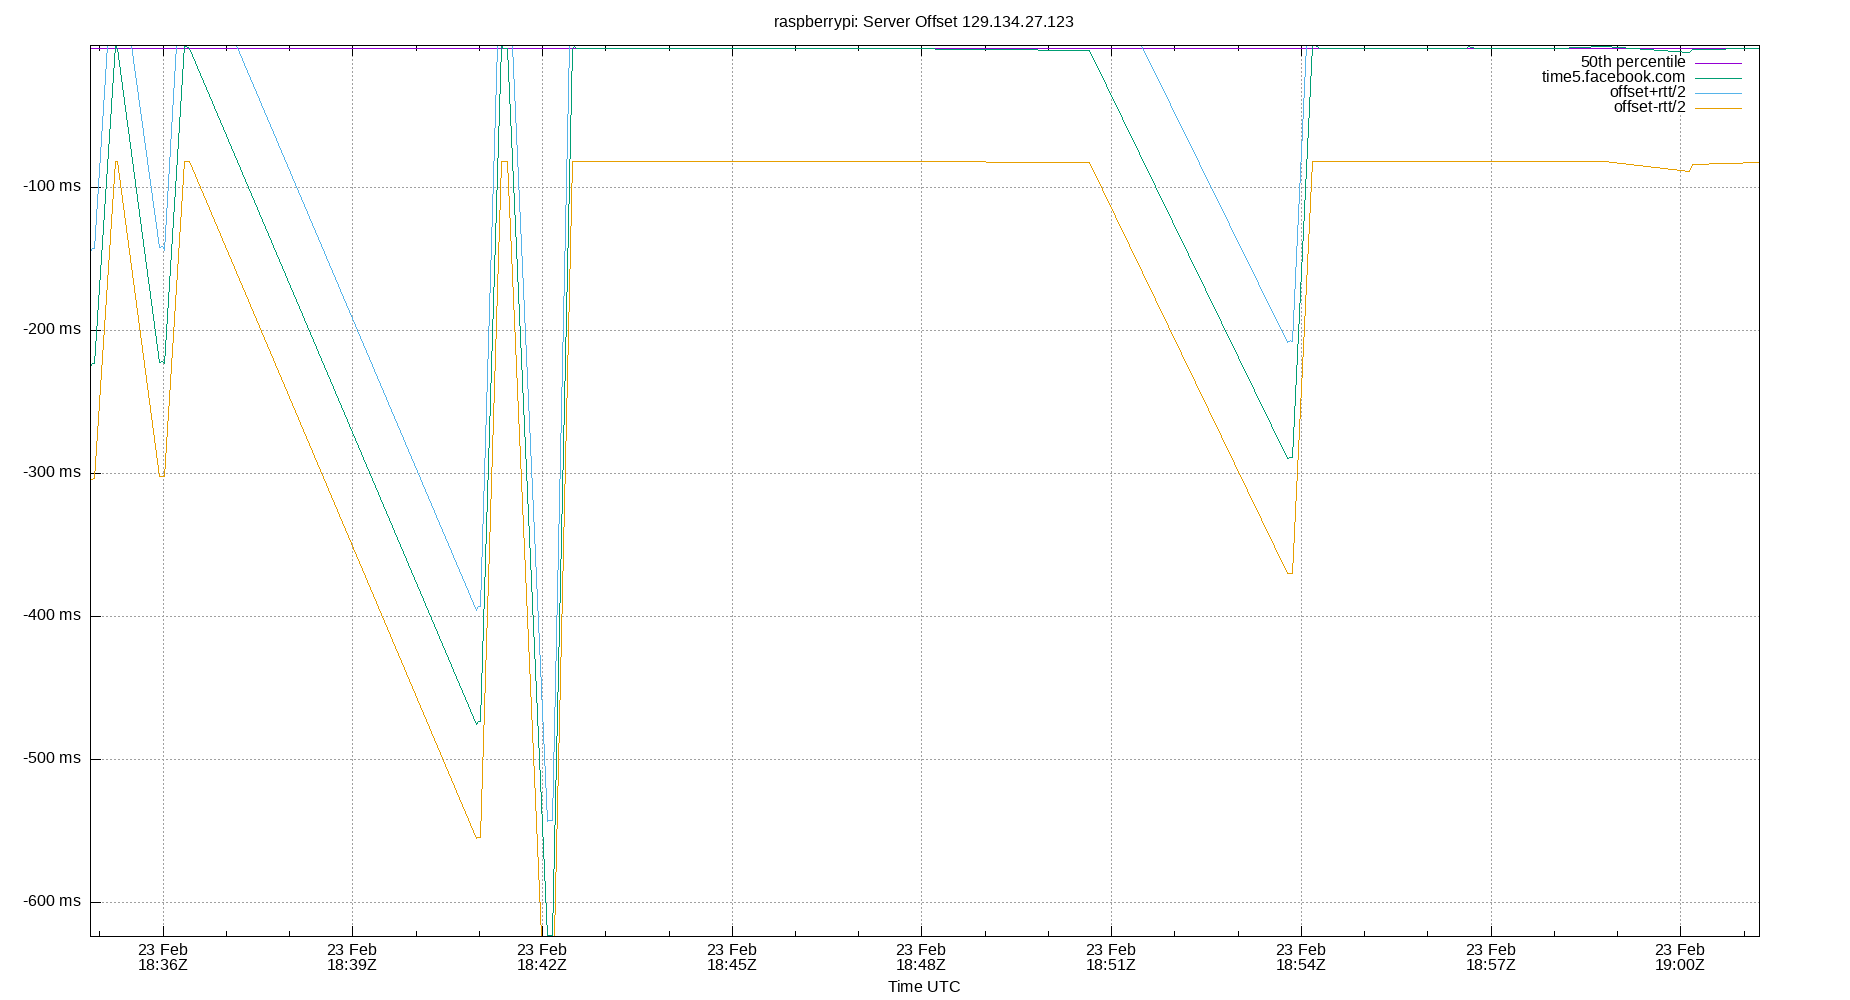 raspberrypi: Server Offset 129.134.27.123
50th percentile
time5.facebook.com
offset+rtt/2
offset-rtt/2
-100 ms
-200 ms
-300 ms
-400 ms
-500 ms
-600 ms
23 Feb 23 Feb 23 Feb 23 Feb 23 Feb 23 Feb 23 Feb 23 Feb 23 Feb
18:36Z 18:39Z 18:42Z 18:45Z 18:48Z 18:51Z 18:54Z 18:57Z 19:00Z
Time UTC